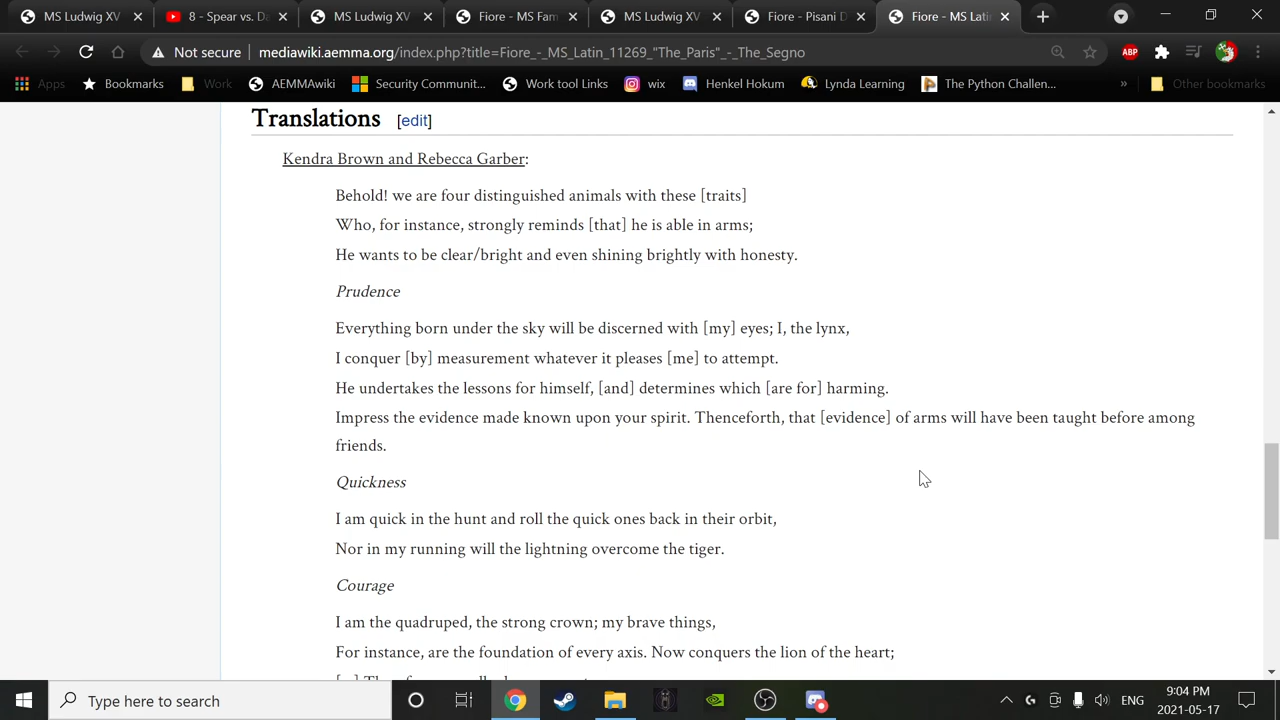 MS Ludwig XV
8 - Spear vs. Da
MS Ludwig XV
Fiore - MS Fam
MS Ludwig XV
Fiore - Pisani D
Fiore - MS Latin
Not secure mediawiki.aemma.org/index.php?title=Fiore_-_MS_Latin_11269_"The_Paris"_-_The_Segno
ABP
Apps Bookmarks Work AEMMAwiki Security Communit... Work tool Links wix Henkel Hokum Lynda Learning The Python Challen... » Other bookmarks
Translations [edit]
Kendra Brown and Rebecca Garber:
Behold! we are four distinguished animals with these [traits]
Who, for instance, strongly reminds [that] he is able in arms;
He wants to be clear/bright and even shining brightly with honesty.
Prudence
Everything born under the sky will be discerned with [my] eyes; I, the lynx,
I conquer [by] measurement whatever it pleases [me] to attempt.
He undertakes the lessons for himself, [and] determines which [are for] harming.
Impress the evidence made known upon your spirit. Thenceforth, that [evidence] of arms will have been taught before among
friends.
Quickness
I am quick in the hunt and roll the quick ones back in their orbit,
Nor in my running will the lightning overcome the tiger.
Courage
I am the quadruped, the strong crown; my brave things,
For instance, are the foundation of every axis. Now conquers the lion of the heart;
Type here to search
ENG
9:04 PM
2021-05-17